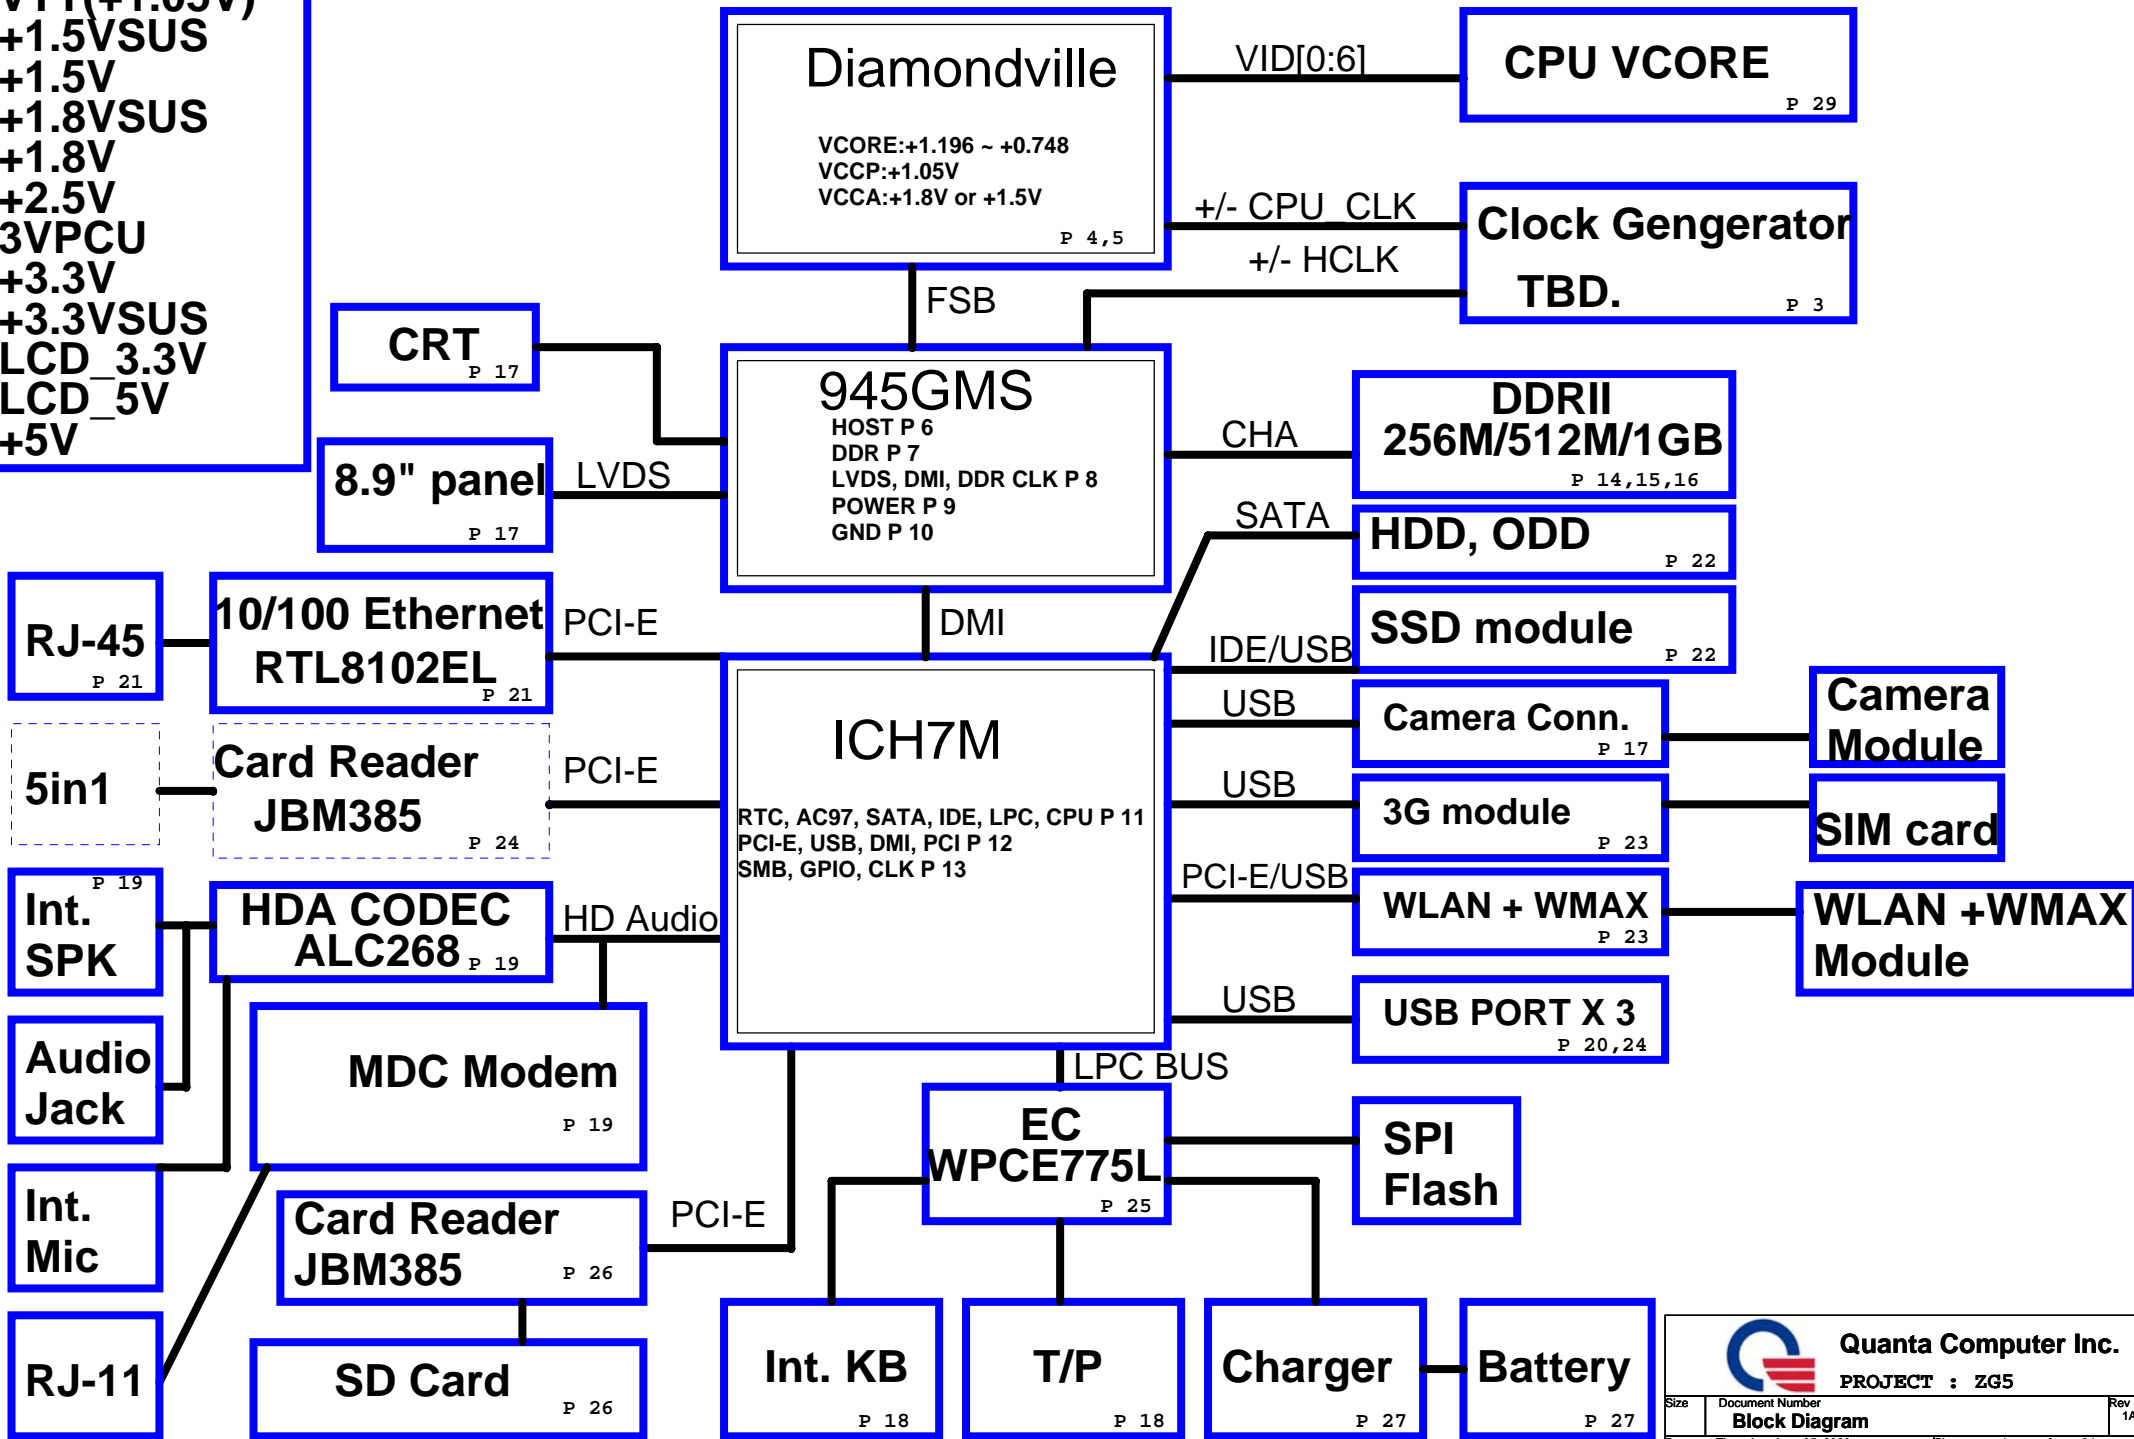 +1.5VSUS
+1.5V
+1.8VSUS
+1.8V
+2.5V
3VPCU
+3.3V
+3.3VSUS
LCD_3.3V
LCD_5V
+5V
Diamondville
VCORE:+1.196 ~ +0.748
VCCP:+1.05V
VCCA:+1.8V or +1.5V
P 4,5
VID[0:6]
CPU VCORE
P 29
+/- CPU_CLK
+/- HCLK
Clock Gengerator
TBD.
P 3
FSB
CRT
P 17
8.9" panel
P 17
LVDS
945GMS
HOST P 6
DDR P 7
LVDS, DMI, DDR CLK P 8
POWER P 9
GND P 10
CHA
DDRII
256M/512M/1GB
P 14,15,16
SATA
HDD, ODD
P 22
DMI
RJ-45
P 21
10/100 Ethernet
RTL8102EL
P 21
PCI-E
IDE/USB
SSD module
P 22
5in1
Card Reader
JBM385
P 24
PCI-E
ICH7M
RTC, AC97, SATA, IDE, LPC, CPU P 11
PCI-E, USB, DMI, PCI P 12
SMB, GPIO, CLK P 13
USB
Camera Conn.
P 17
Camera
Module
USB
3G module
P 23
SIM card
PCI-E/USB
WLAN + WMAX
P 23
WLAN +WMAX
Module
USB
USB PORT X 3
P 20,24
P 19
Int.
SPK
HDA CODEC
ALC268
P 19
HD Audio
Audio
Jack
MDC Modem
P 19
Int.
Mic
RJ-11
Card Reader
JBM385
P 26
PCI-E
SD Card
P 26
LPC BUS
EC
WPCE775L
P 25
SPI
Flash
Int. KB
P 18
T/P
P 18
Charger
P 27
Battery
P 27
Quanta Computer Inc.
PROJECT : ZG5
Size
Document Number
Rev
Block Diagram
1A